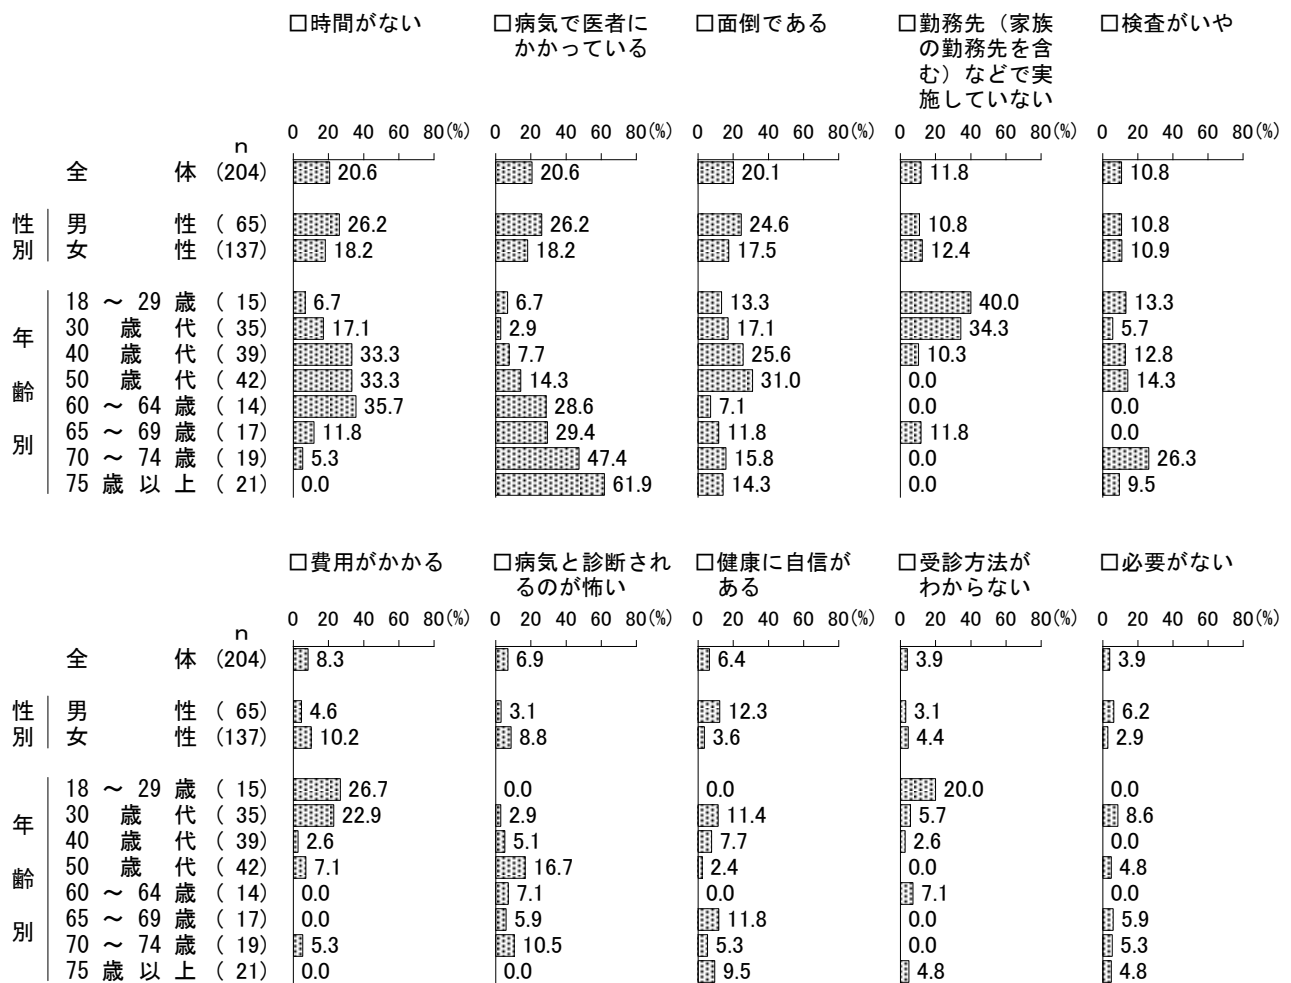 □時間がない □病気で医者に □面倒である □勤務先（家族 □検査がいや
かかっている の勤務先を含
む）などで実
施していない
0 20 40 60 80(%) 0 20 40 60 80(%) 0 20 40 60 80(%) 0 20 40 60 80(%) 0 20 40 60 80(%)
n
全体 (204) 20.6 20.6 20.1 11.8 10.8
性別
男性 ( 65) 26.2 26.2 24.6 10.8 10.8
女性 (137) 18.2 18.2 17.5 12.4 10.9
年齢別
18 ～ 29 歳 ( 15) 6.7 6.7 13.3 40.0 13.3
30 歳代 ( 35) 17.1 2.9 17.1 34.3 5.7
40 歳代 ( 39) 33.3 7.7 25.6 10.3 12.8
50 歳代 ( 42) 33.3 14.3 31.0 0.0 14.3
60 ～ 64 歳 ( 14) 35.7 28.6 7.1 0.0 0.0
65 ～ 69 歳 ( 17) 11.8 29.4 11.8 11.8 0.0
70 ～ 74 歳 ( 19) 5.3 47.4 15.8 0.0 26.3
75 歳以上 ( 21) 0.0 61.9 14.3 0.0 9.5
□費用がかかる □病気と診断され □健康に自信が □受診方法が □必要がない
るのが怖い ある わからない
0 20 40 60 80(%) 0 20 40 60 80(%) 0 20 40 60 80(%) 0 20 40 60 80(%) 0 20 40 60 80(%)
n
全体 (204) 8.3 6.9 6.4 3.9 3.9
性別
男性 ( 65) 4.6 3.1 12.3 3.1 6.2
女性 (137) 10.2 8.8 3.6 4.4 2.9
年齢別
18 ～ 29 歳 ( 15) 26.7 0.0 0.0 20.0 0.0
30 歳代 ( 35) 22.9 2.9 11.4 5.7 8.6
40 歳代 ( 39) 2.6 5.1 7.7 2.6 0.0
50 歳代 ( 42) 7.1 16.7 2.4 0.0 4.8
60 ～ 64 歳 ( 14) 0.0 7.1 0.0 7.1 0.0
65 ～ 69 歳 ( 17) 0.0 5.9 11.8 0.0 5.9
70 ～ 74 歳 ( 19) 5.3 10.5 5.3 0.0 5.3
75 歳以上 ( 21) 0.0 0.0 9.5 4.8 4.8